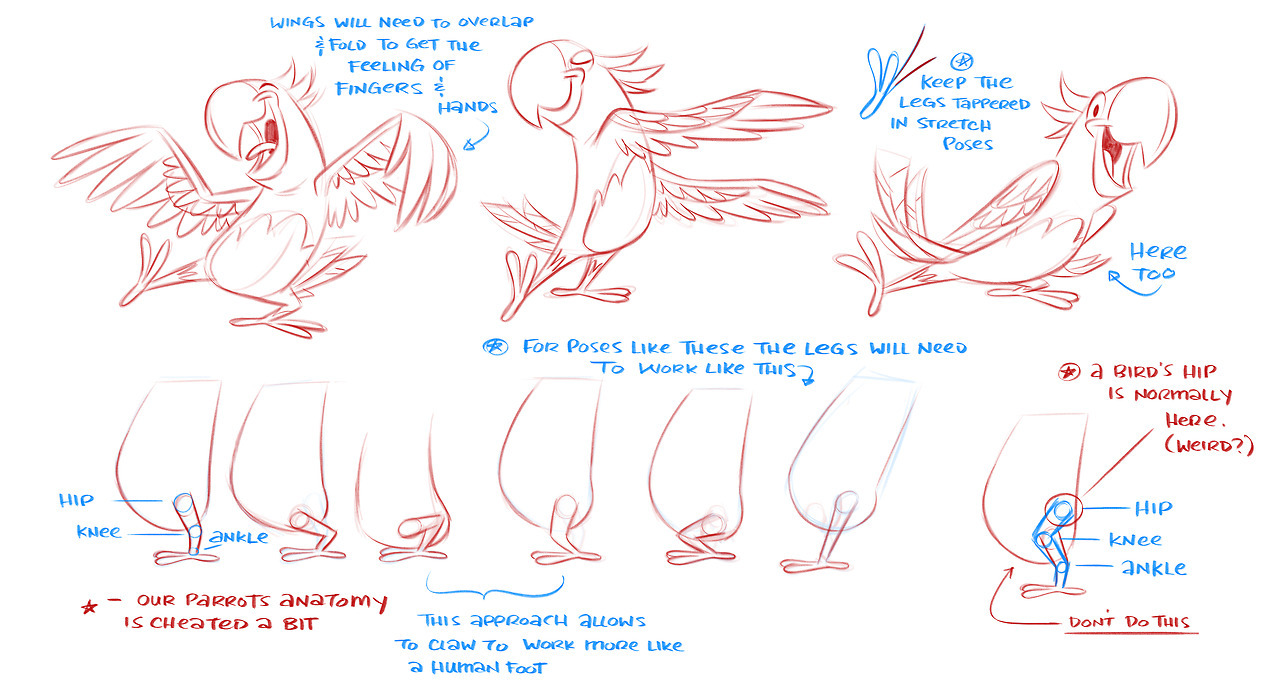 WINGS WILL NEED TO OVERLAP
& FOLD TO GET THE
FEELING OF
FINGERS &
HANDS
KEEP THE
LEGS TAPPERED
IN STRETCH
POSES
HERE
TOO
FOR POSES LIKE THESE THE LEGS WILL NEED
TO WORK LIKE THIS
A BIRD'S HIP
IS NORMALLY
HERE.
(WEIRD?)
HIP
KNEE
ANKLE
HIP
KNEE
ANKLE
- OUR PARROTS ANATOMY
IS CHEATED A BIT
THIS APPROACH ALLOWS
TO CLAW TO WORK MORE LIKE
A HUMAN FOOT
DON'T DO THIS